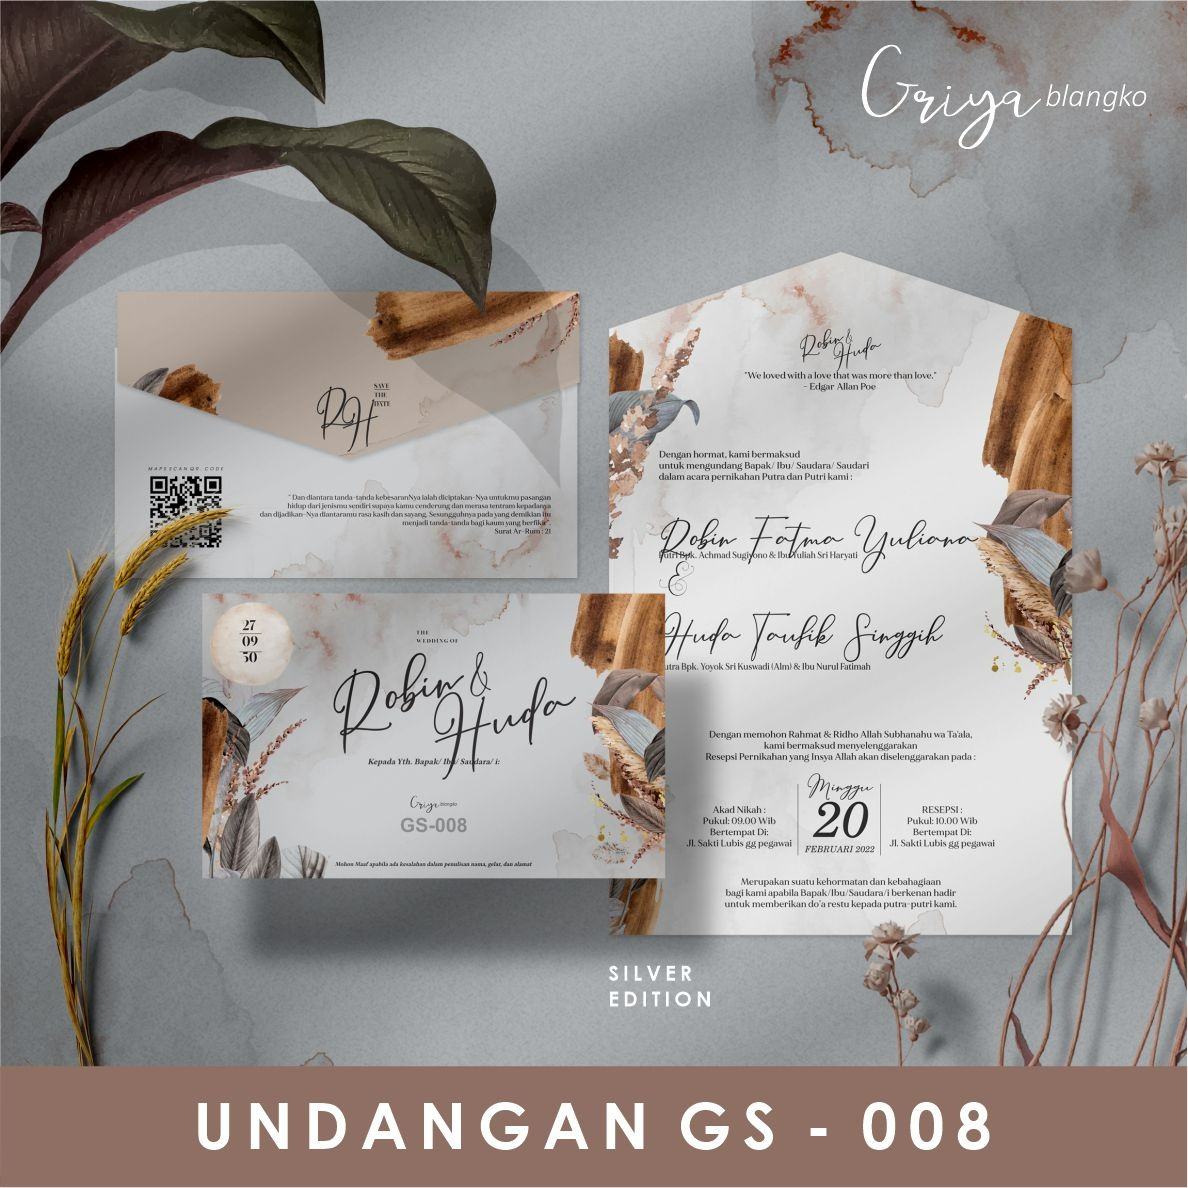 Griya blangko
RH
SAVE
THE
DATE
MAPS SCAN QR. CODE
" Dan diantara tanda-tanda kebesaranNya ialah diciptakan-Nya untukmu pasangan
hidup dari jenismu sendiri supaya kamu cenderung dan merasa tentram kepadanya
dan dijadikan-Nya diantaramu rasa kasih dan sayang. Sesungguhnya pada yang demikian itu
menjadi tanda-tanda bagi kaum yang berfikir".
Surat Ar-Rum : 21
27
09
50
THE
WEDDING OF
Robin &
Huda
Kepada Yth. Bapak/ Ibu/ Saudara/ i:
Griya blangko
GS-008
Mohon Maaf apabila ada kesalahan dalam penulisan nama, gelar, dan alamat
Robin &
Huda
"We loved with a love that was more than love."
- Edgar Allan Poe
Dengan hormat, kami bermaksud
untuk mengundang Bapak/ Ibu/ Saudara/ Saudari
dalam acara pernikahan Putra dan Putri kami :
Robin Fatma Yuliana
Putri Bpk. Achmad Sugiyono & Ibu Yuliah Sri Haryati
&
Huda Taufik Singgih
utra Bpk. Yoyok Sri Kuswadi (Alm) & Ibu Nurul Fatimah
Dengan memohon Rahmat & Ridho Allah Subhanahu wa Ta'ala,
kami bermaksud menyelenggarakan
Resepsi Pernikahan yang Insya Allah akan diselenggarakan pada :
Akad Nikah :
Pukul: 09.00 Wib
Bertempat Di:
Jl. Sakti Lubis gg pegawai
Minggu
20
FEBRUARI 2022
RESEPSI :
Pukul: 10.00 Wib
Bertempat Di:
Jl. Sakti Lubis gg pegawai
Merupakan suatu kehormatan dan kebahagiaan
bagi kami apabila Bapak/Ibu/Saudara/i berkenan hadir
untuk memberikan do'a restu kepada putra-putri kami.
SILVER
EDITION
UNDANGAN GS - 008